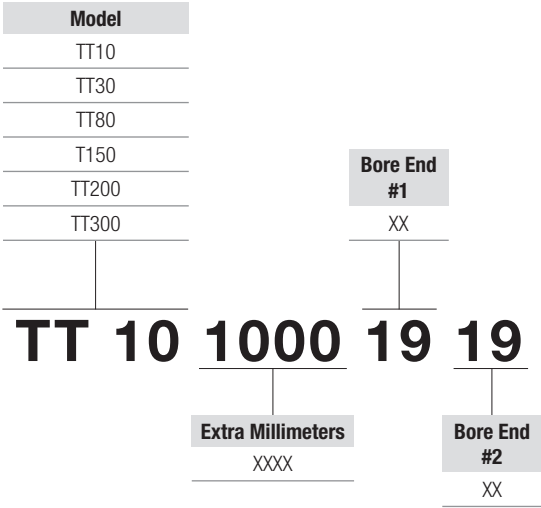 Model
TT10
TT30
TT80
T150
TT200
TT300
Bore End
#1
XX
TT 10 1000 19 19
Extra Millimeters
XXXX
Bore End
#2
XX